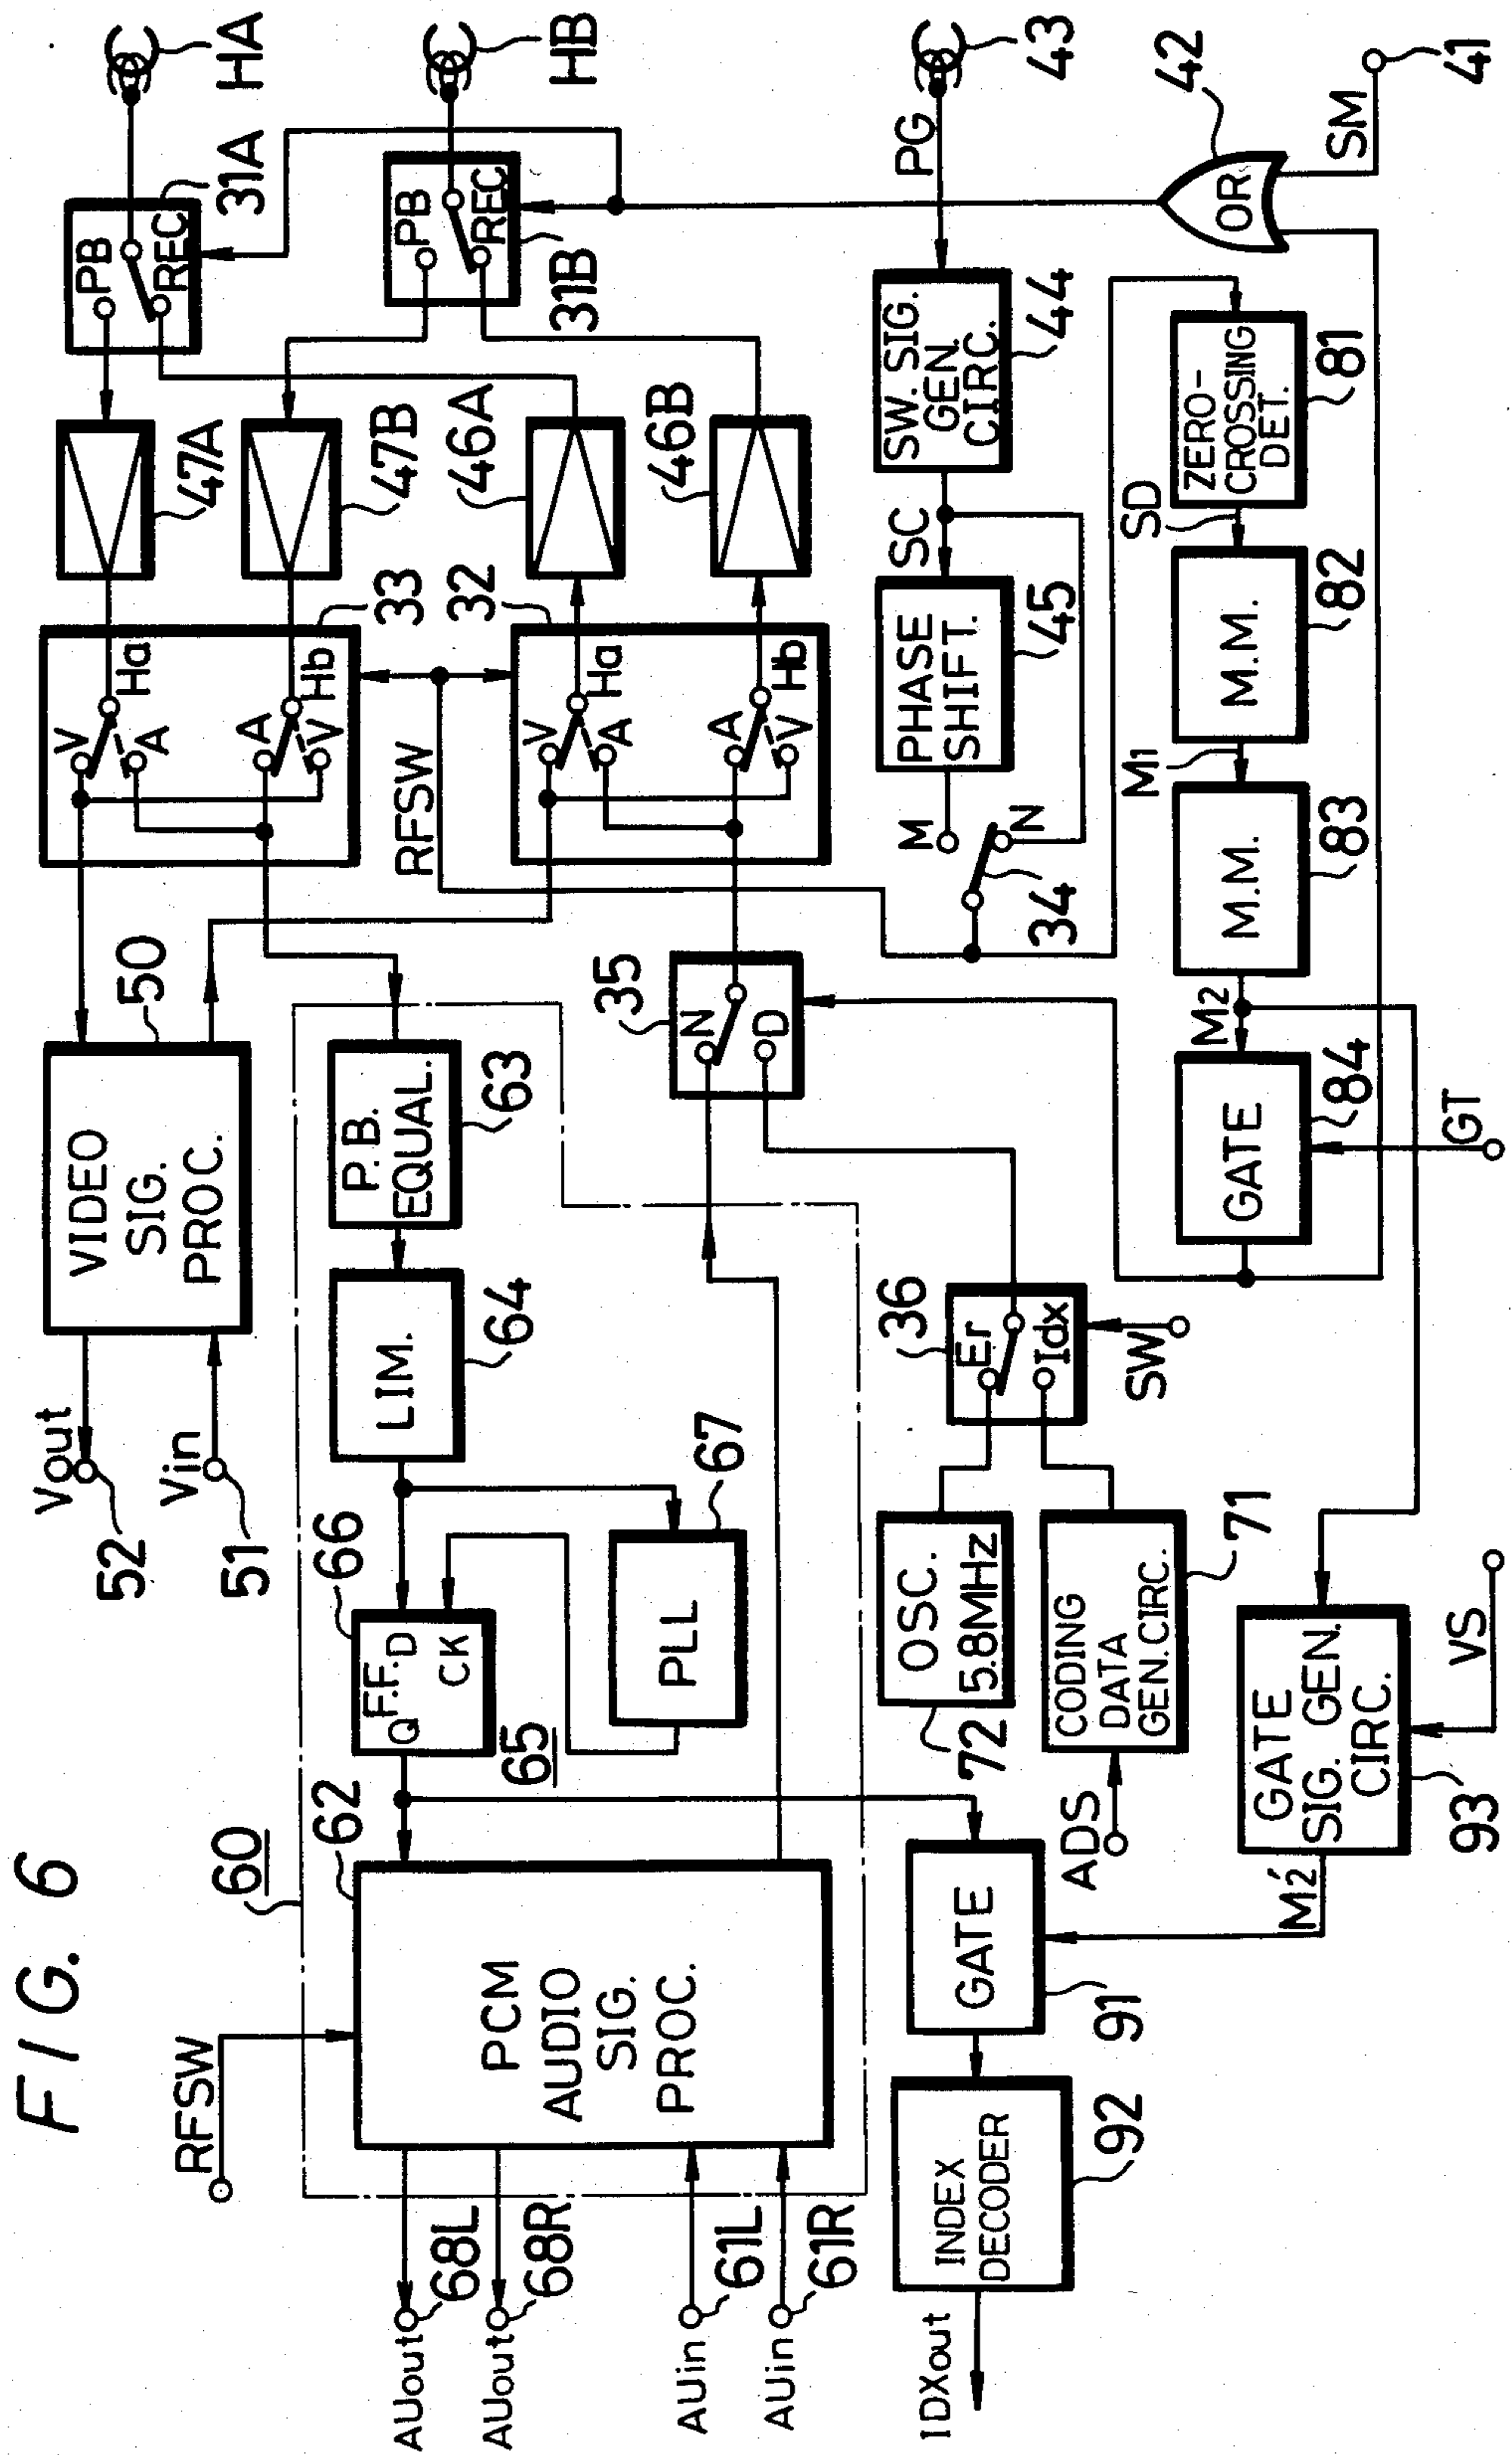 FIG. 6
RFSW
60
62
PCM
AUDIO
SIG.
PROC.
AUout
68L
AUout
68R
AUin
61L
AUin
61R
IDXout
INDEX
DECODER
92
GATE
91
65
66
F.F.
D
Q
CK
PLL
67
LIM.
64
P.B.
EQUAL.
63
Vout
52
Vin
51
VIDEO
SIG.
PROC.
50
V
A
Ha
A
V
Hb
33
RFSW
V
A
Ha
A
V
Hb
32
47A
47B
46A
46B
PB
REC
31A
HA
PB
REC
31B
HB
35
N
D
36
Er
Idx
SW
OSC.
5.8MHz
72
CODING
DATA
GEN.CIRC.
71
ADS
GATE
SIG. GEN.
CIRC.
93
VS
M2'
M
N
34
PHASE
SHIFT.
45
SC
SW. SIG.
GEN.
CIRC.
44
PG
43
ZERO-
CROSSING
DET.
81
SD
M.M.
82
M1
M.M.
83
M2
GATE
84
GT
OR
42
SM
41